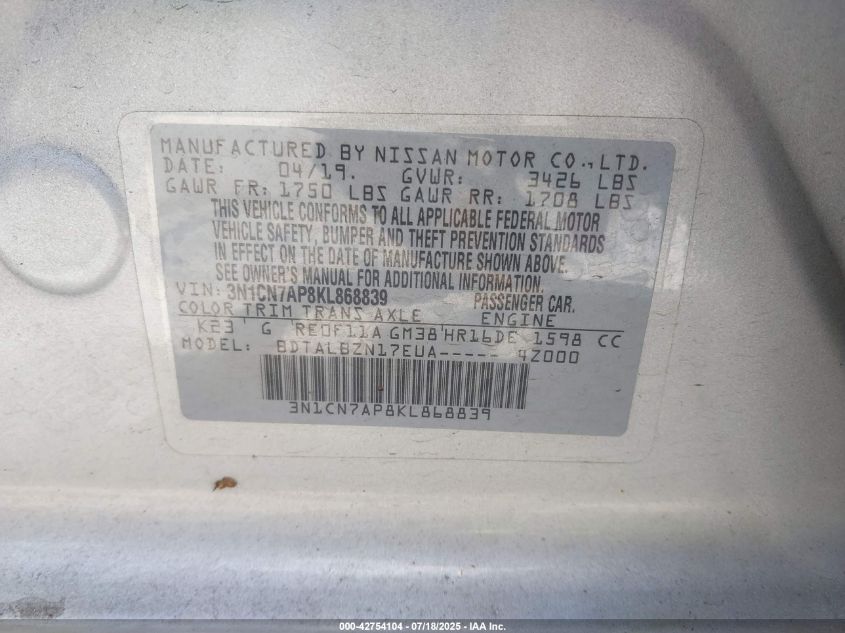 MANUFACTURED BY NISSAN MOTOR CO.,LTD.
DATE: 04/19. GVWR: 3426 LBS
GAWR FR: 1750 LBS GAWR RR: 1708 LBS
THIS VEHICLE CONFORMS TO ALL APPLICABLE FEDERAL MOTOR
VEHICLE SAFETY, BUMPER AND THEFT PREVENTION STANDARDS
IN EFFECT ON THE DATE OF MANUFACTURE SHOWN ABOVE.
SEE OWNER'S MANUAL FOR ADDITIONAL INFORMATION.
VIN: 3N1CN7AP8KL868839 PASSENGER CAR.
COLOR TRIM TRANS AXLE ENGINE
K23 G RE0F11A GM38 HR16DE 1598 CC
MODEL: BDTALBZN17EUA----- 4Z000
3N1CN7AP8KL868839
000-42754104 - 07/18/2025 - IAA Inc.